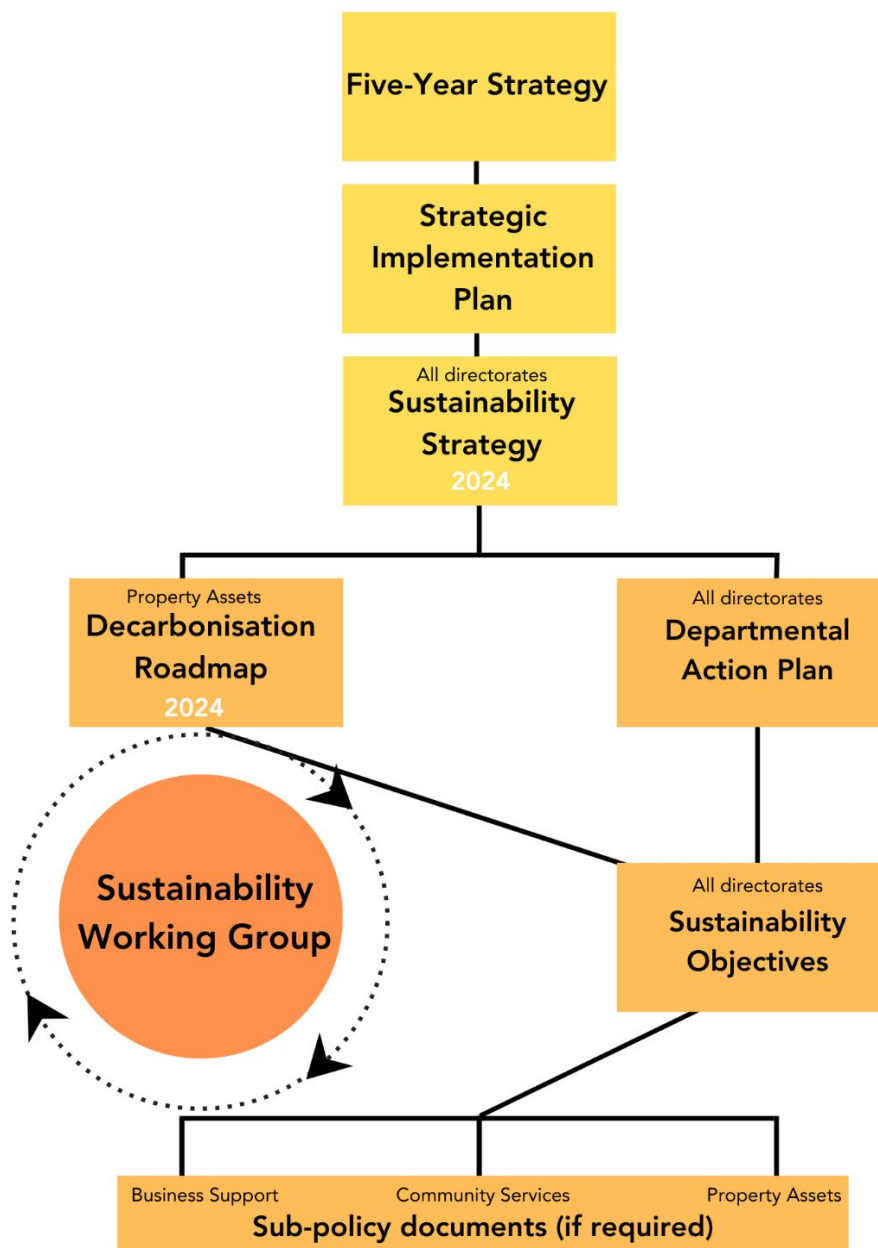 Five-Year Strategy
Strategic
Implementation
Plan
All directorates
Sustainability
Strategy
2024
Property Assets
Decarbonisation
Roadmap
2024
All directorates
Departmental
Action Plan
Sustainability
Working Group
All directorates
Sustainability
Objectives
Business Support
Community Services
Property Assets
Sub-policy documents (if required)